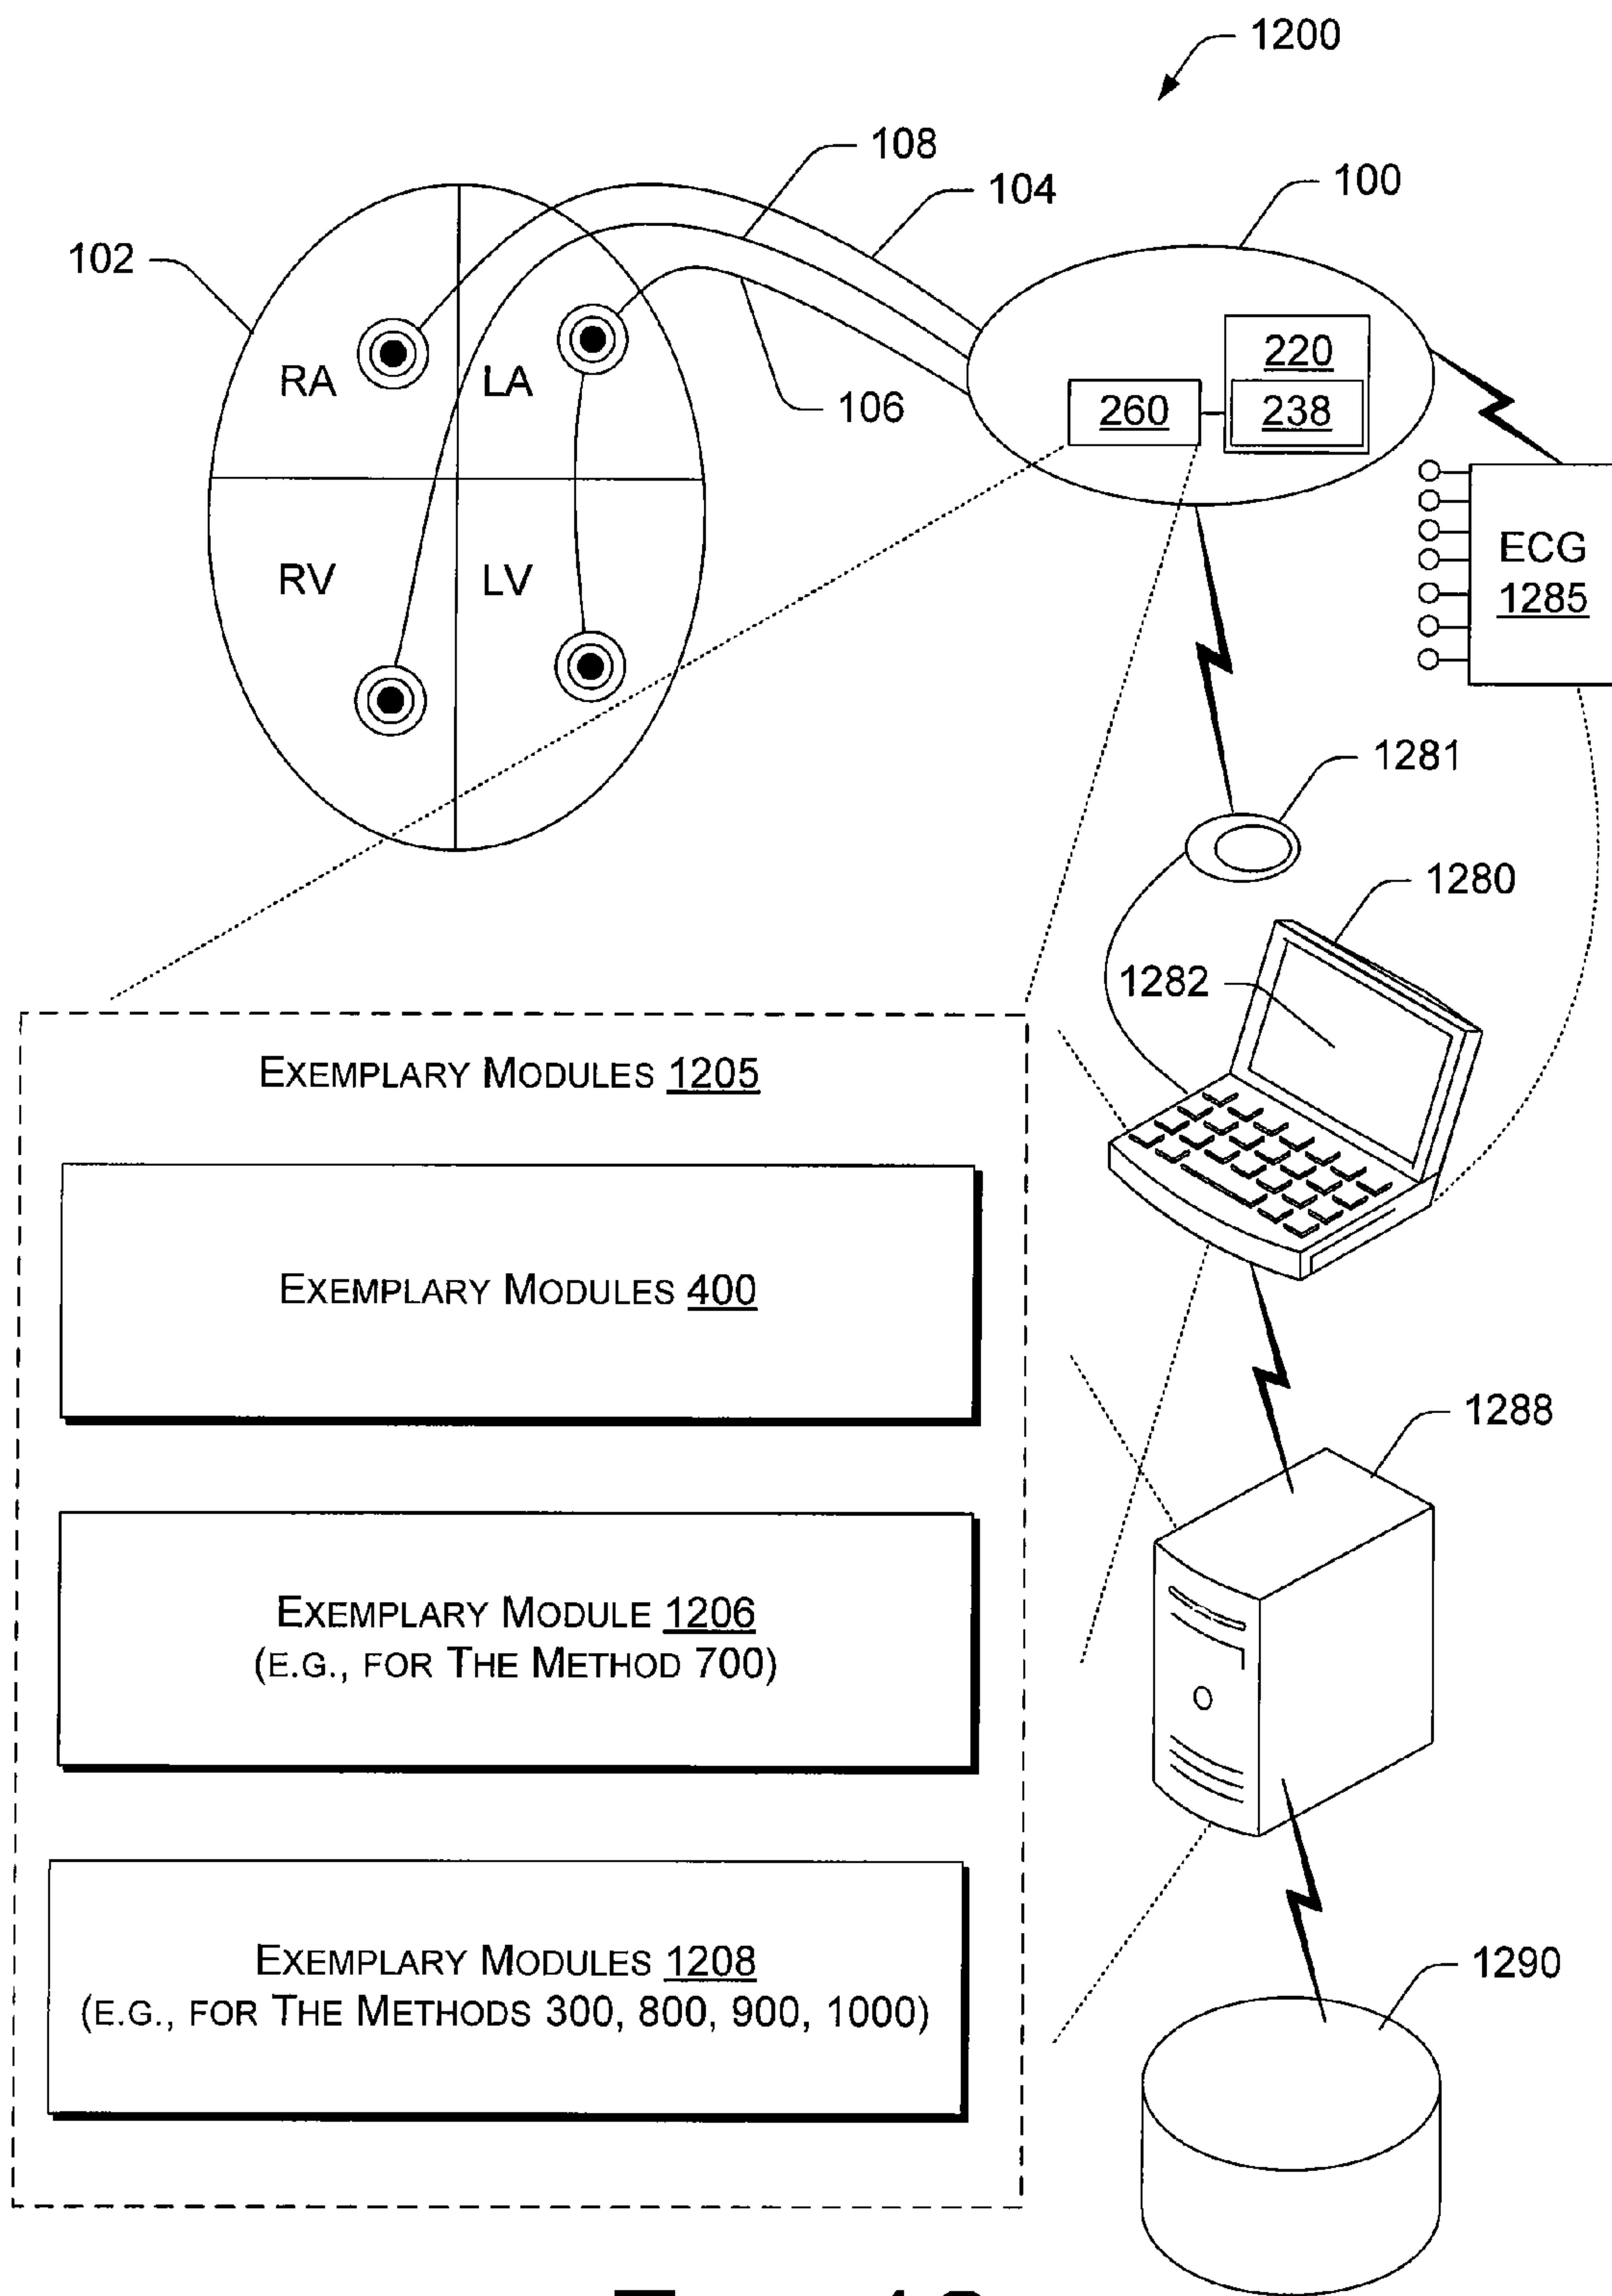 1200
108
104
100
102
RA
LA
220
260
238
106
RV
LV
ECG
1285
1281
1280
1282
EXEMPLARY MODULES 1205
EXEMPLARY MODULES 400
1288
EXEMPLARY MODULE 1206
(E.G., FOR THE METHOD 700)
EXEMPLARY MODULES 1208
(E.G., FOR THE METHODS 300, 800, 900, 1000)
1290